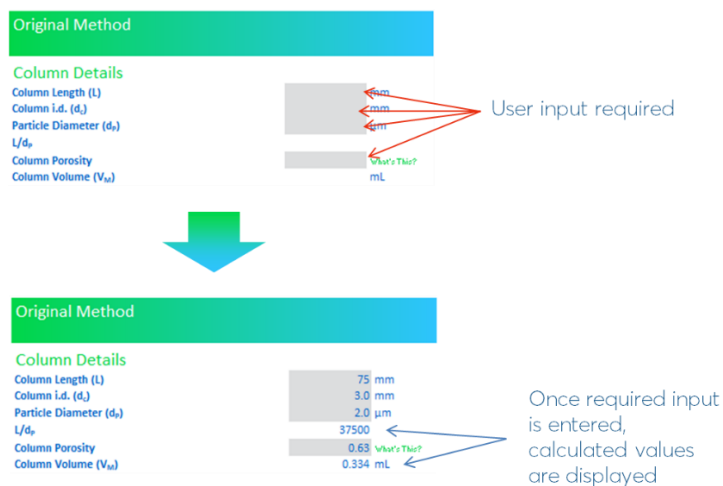 Original Method
Column Details
Column Length (L) mm
Column i.d. (dc) mm
Particle Diameter (dP) µm
L/dP
Column Porosity What's This?
Column Volume (VM) mL
User input required
Original Method
Column Details
Column Length (L) 75 mm
Column i.d. (dc) 3.0 mm
Particle Diameter (dP) 2.0 µm
L/dP 37500
Column Porosity 0.63 What's This?
Column Volume (VM) 0.334 mL
Once required input
is entered,
calculated values
are displayed